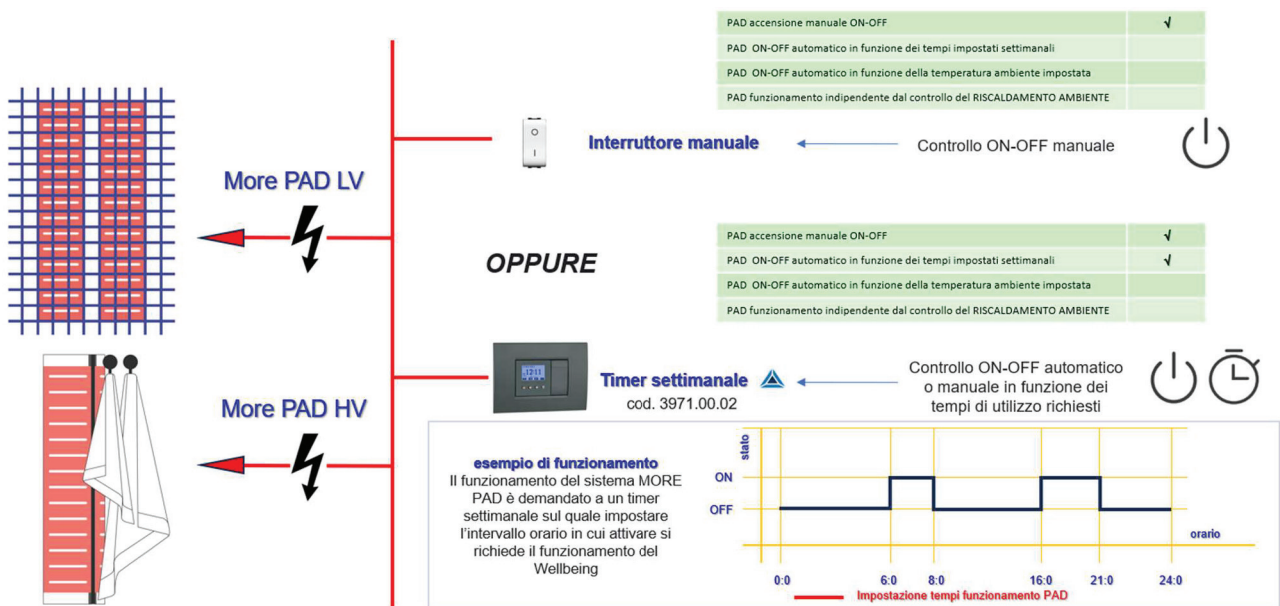 PAD accensione manuale ON-OFF √
PAD ON-OFF automatico in funzione dei tempi impostati settimanali
PAD ON-OFF automatico in funzione della temperatura ambiente impostata
PAD funzionamento indipendente dal controllo del RISCALDAMENTO AMBIENTE
Interruttore manuale
Controllo ON-OFF manuale
More PAD LV
OPPURE
PAD accensione manuale ON-OFF √
PAD ON-OFF automatico in funzione dei tempi impostati settimanali √
PAD ON-OFF automatico in funzione della temperatura ambiente impostata
PAD funzionamento indipendente dal controllo del RISCALDAMENTO AMBIENTE
More PAD HV
12:11
Timer settimanale
cod. 3971.00.02
Controllo ON-OFF automatico
o manuale in funzione dei
tempi di utilizzo richiesti
esempio di funzionamento
Il funzionamento del sistema MORE
PAD è demandato a un timer
settimanale sul quale impostare
l'intervallo orario in cui attivare si
richiede il funzionamento del
Wellbeing
stato
ON
OFF
orario
0:0 6:0 8:0 16:0 21:0 24:0
Impostazione tempi funzionamento PAD